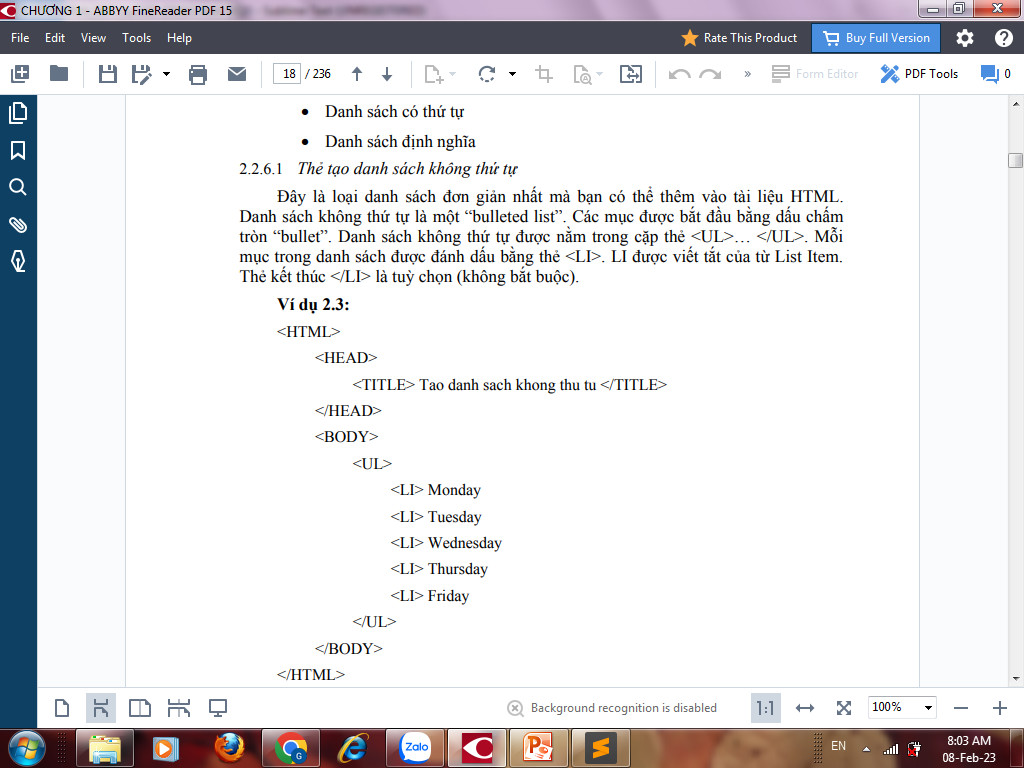 CHƯƠNG 1 - ABBYY FineReader PDF 15
File Edit View Tools Help
Rate This Product
Buy Full Version
18 / 236
Form Editor
PDF Tools
0
• Danh sách có thứ tự
• Danh sách định nghĩa
2.2.6.1 Thẻ tạo danh sách không thứ tự
Đây là loại danh sách đơn giản nhất mà bạn có thể thêm vào tài liệu HTML.
Danh sách không thứ tự là một “bulleted list”. Các mục được bắt đầu bằng dấu chấm
tròn “bullet”. Danh sách không thứ tự được nằm trong cặp thẻ <UL>… </UL>. Mỗi
mục trong danh sách được đánh dấu bằng thẻ <LI>. LI được viết tắt của từ List Item.
Thẻ kết thúc </LI> là tuỳ chọn (không bắt buộc).
Ví dụ 2.3:
<HTML>
<HEAD>
<TITLE> Tao danh sach khong thu tu </TITLE>
</HEAD>
<BODY>
<UL>
<LI> Monday
<LI> Tuesday
<LI> Wednesday
<LI> Thursday
<LI> Friday
</UL>
</BODY>
</HTML>
Background recognition is disabled
1:1
100%
Zalo
EN
8:03 AM
08-Feb-23